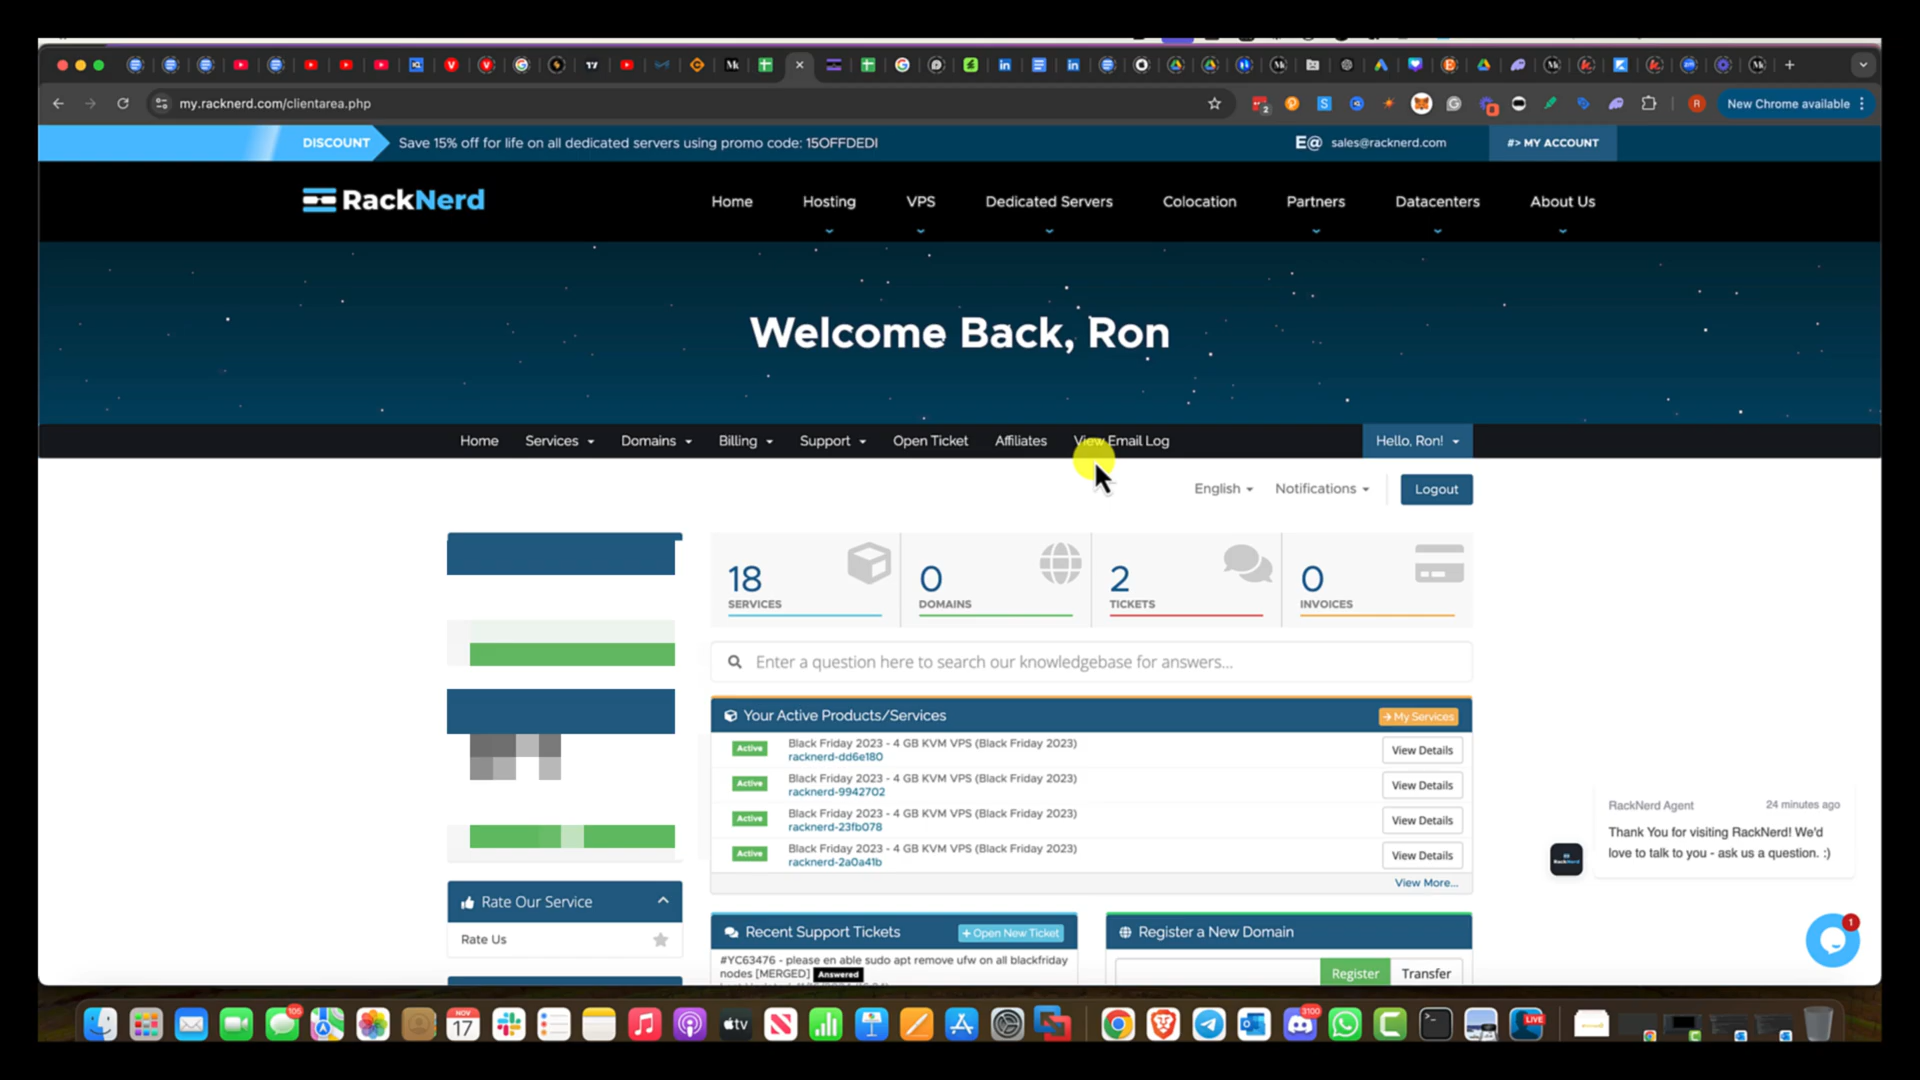 my.racknerd.com/clientarea.php
New Chrome available
DISCOUNT
Save 15% off for life on all dedicated servers using promo code: 15OFFDEDI
E@ sales@racknerd.com
#> MY ACCOUNT
RackNerd
Home
Hosting
VPS
Dedicated Servers
Colocation
Partners
Datacenters
About Us
Welcome Back, Ron
Home
Services
Domains
Billing
Support
Open Ticket
Affiliates
View Email Log
Hello, Ron!
English
Notifications
Logout
18
SERVICES
0
DOMAINS
2
TICKETS
0
INVOICES
Enter a question here to search our knowledgebase for answers...
Your Active Products/Services
My Services
Active
Black Friday 2023 - 4 GB KVM VPS (Black Friday 2023)
racknerd-dd6e180
View Details
Active
Black Friday 2023 - 4 GB KVM VPS (Black Friday 2023)
racknerd-9942702
View Details
Active
Black Friday 2023 - 4 GB KVM VPS (Black Friday 2023)
racknerd-23fb078
View Details
Active
Black Friday 2023 - 4 GB KVM VPS (Black Friday 2023)
racknerd-2a0a41b
View Details
View More...
RackNerd Agent
24 minutes ago
Thank You for visiting RackNerd! We'd
love to talk to you - ask us a question. :)
1
Rate Our Service
Rate Us
Recent Support Tickets
+ Open New Ticket
#YC63476 - please en able sudo apt remove ufw on all blackfriday
nodes [MERGED] Answered
Register a New Domain
Register
Transfer
NOV
17
tv
3100
LIVE